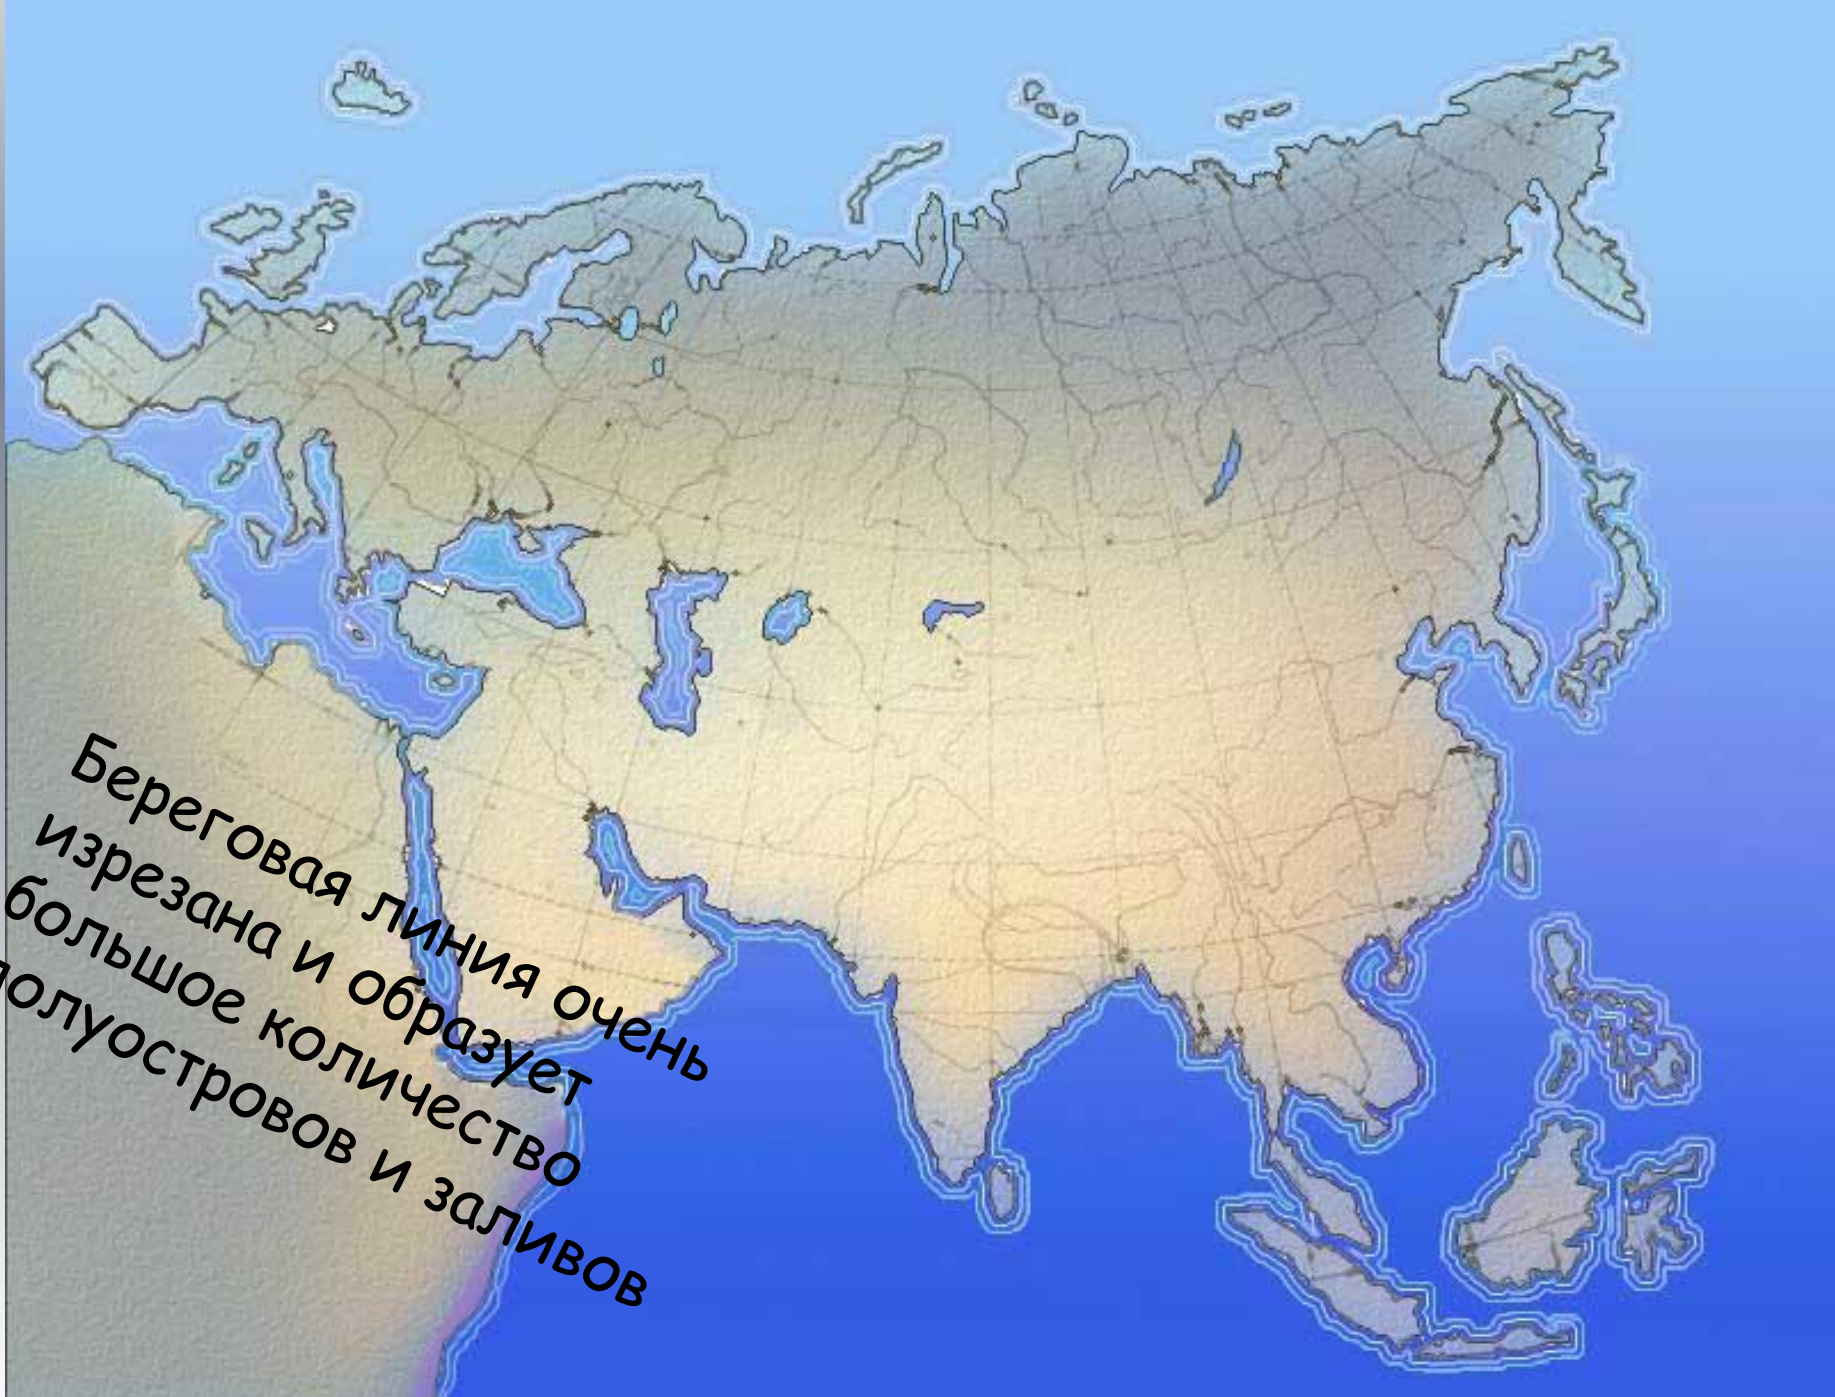 Береговая линия очень
изрезана и образует
большое количество
полуостровов и заливов